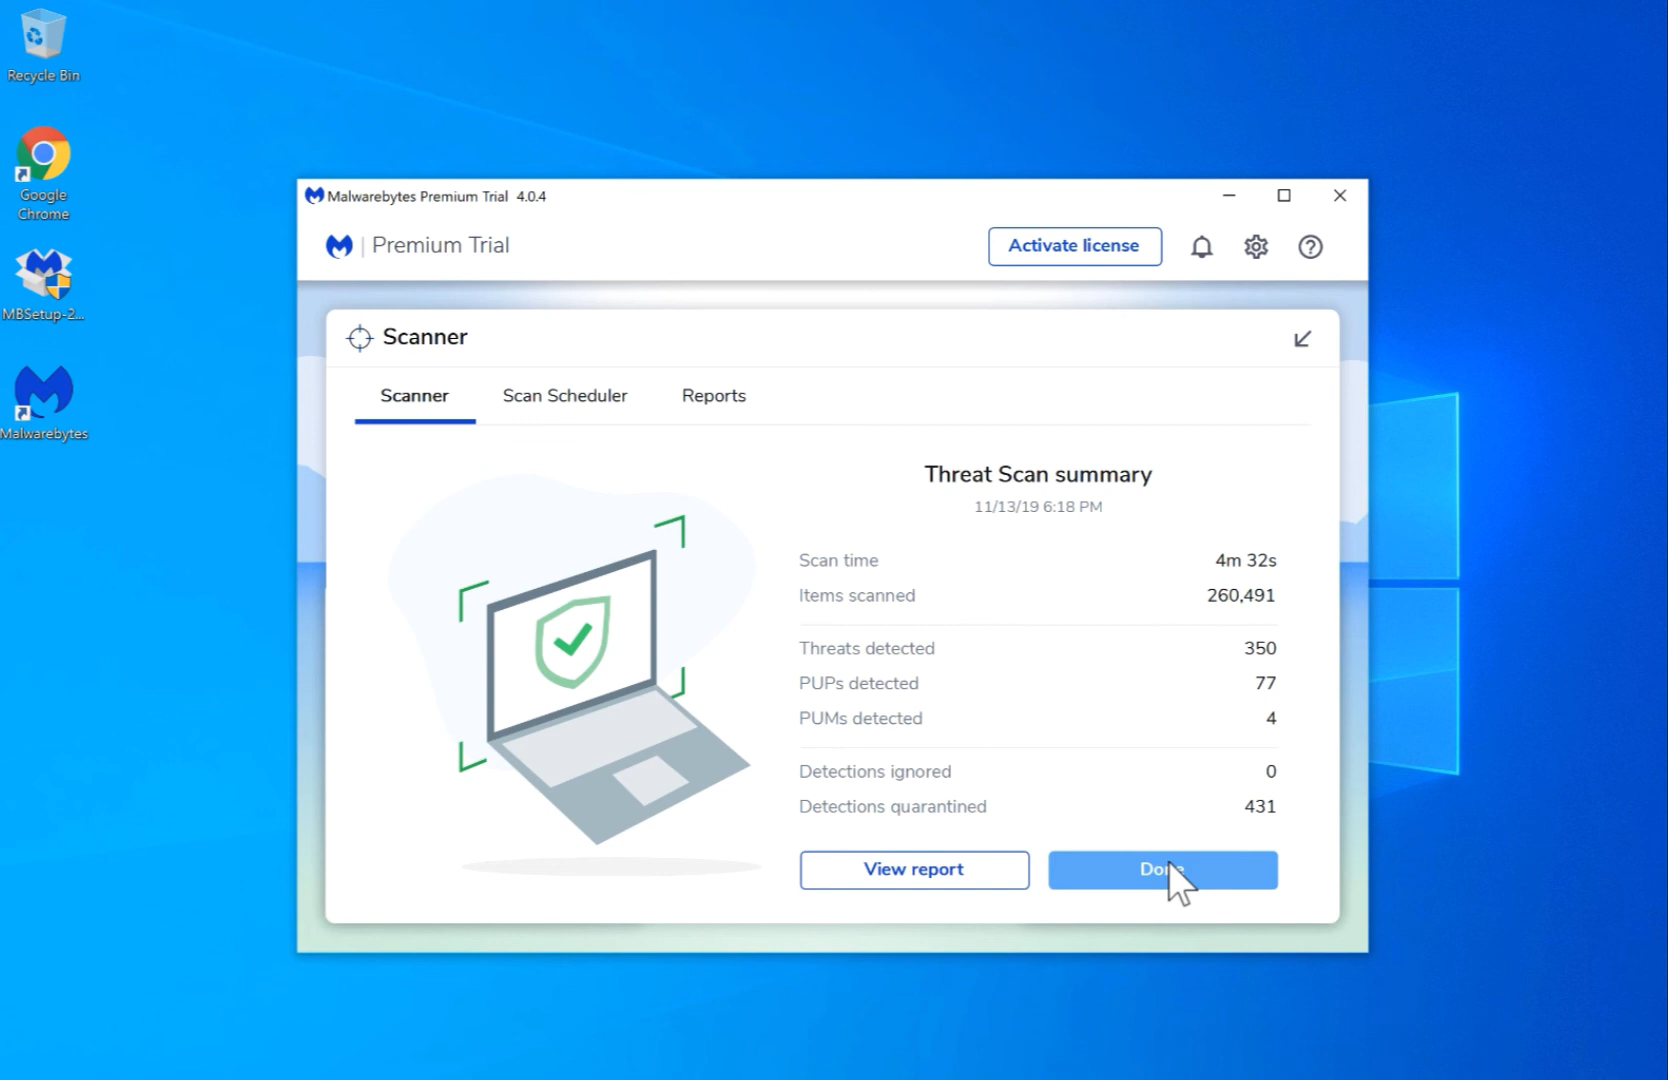 Recycle Bin
Google
Chrome
MBSetup-2...
Malwarebytes
Malwarebytes Premium Trial 4.0.4
Premium Trial
Activate license
Scanner
Scanner
Scan Scheduler
Reports
Threat Scan summary
11/13/19 6:18 PM
Scan time 4m 32s
Items scanned 260,491
Threats detected 350
PUPs detected 77
PUMs detected 4
Detections ignored 0
Detections quarantined 431
View report
Done